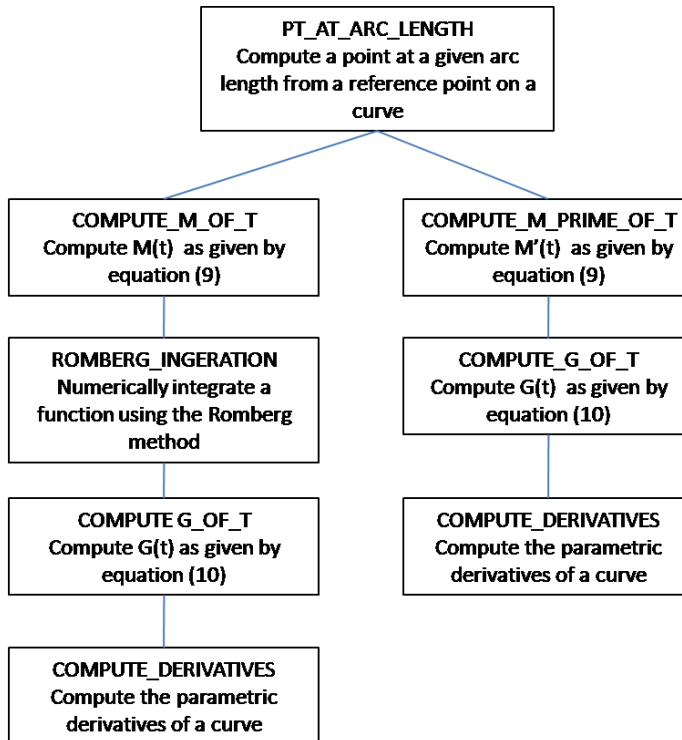 PT_AT_ARC_LENGTH
Compute a point at a given arc
length from a reference point on a
curve
COMPUTE_M_OF_T
Compute M(t) as given by
equation (9)
COMPUTE_M_PRIME_OF_T
Compute M'(t) as given by
equation (9)
ROMBERG_INGERATION
Numerically integrate a
function using the Romberg
method
COMPUTE_G_OF_T
Compute G(t) as given by
equation (10)
COMPUTE G_OF_T
Compute G(t) as given by
equation (10)
COMPUTE_DERIVATIVES
Compute the parametric
derivatives of a curve
COMPUTE_DERIVATIVES
Compute the parametric
derivatives of a curve